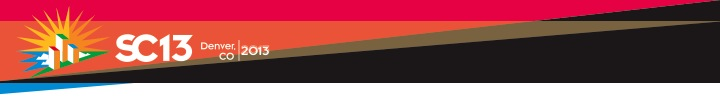 SC13
Denver,
CO
2013